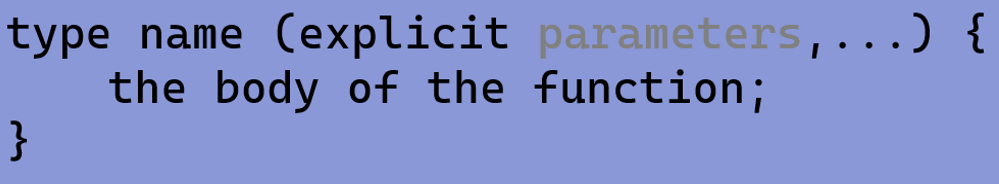 type name (explicit parameters,...) {
    the body of the function;
}